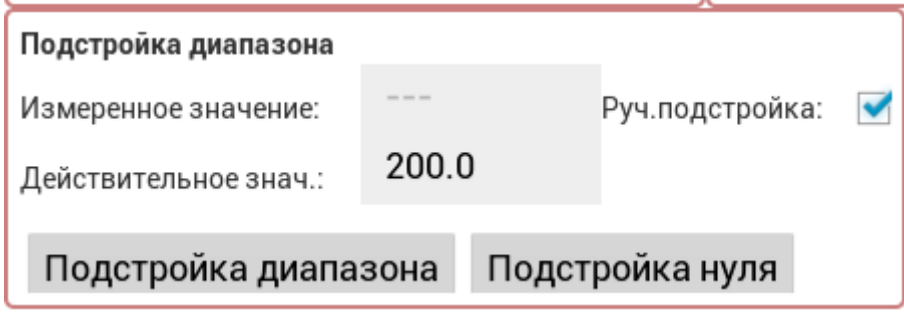 Подстройка диапазона
Измеренное значение: --- Руч.подстройка:
Действительное знач.: 200.0
Подстройка диапазона Подстройка нуля